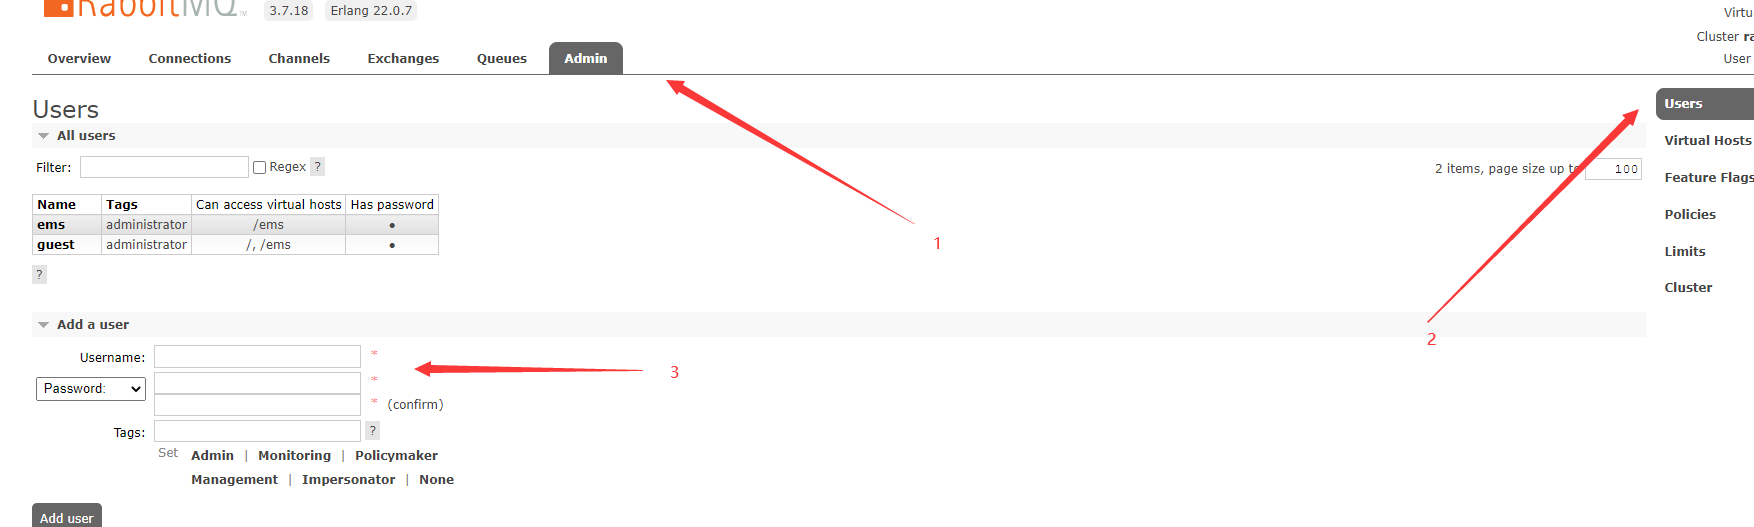 RabbitMQ TM 3.7.18 Erlang 22.0.7
Cluster
User
Overview Connections Channels Exchanges Queues Admin
Users
Users
All users
Virtual Hosts
Filter: Regex ? 2 items, page size up to 100
Feature Flags
Name Tags Can access virtual hosts Has password
Policies
ems administrator /ems ●
guest administrator /, /ems ●
1
Limits
?
Cluster
Add a user
2
Username: *
3
Password: *
* (confirm)
Tags: ?
Set Admin | Monitoring | Policymaker
Management | Impersonator | None
Add user